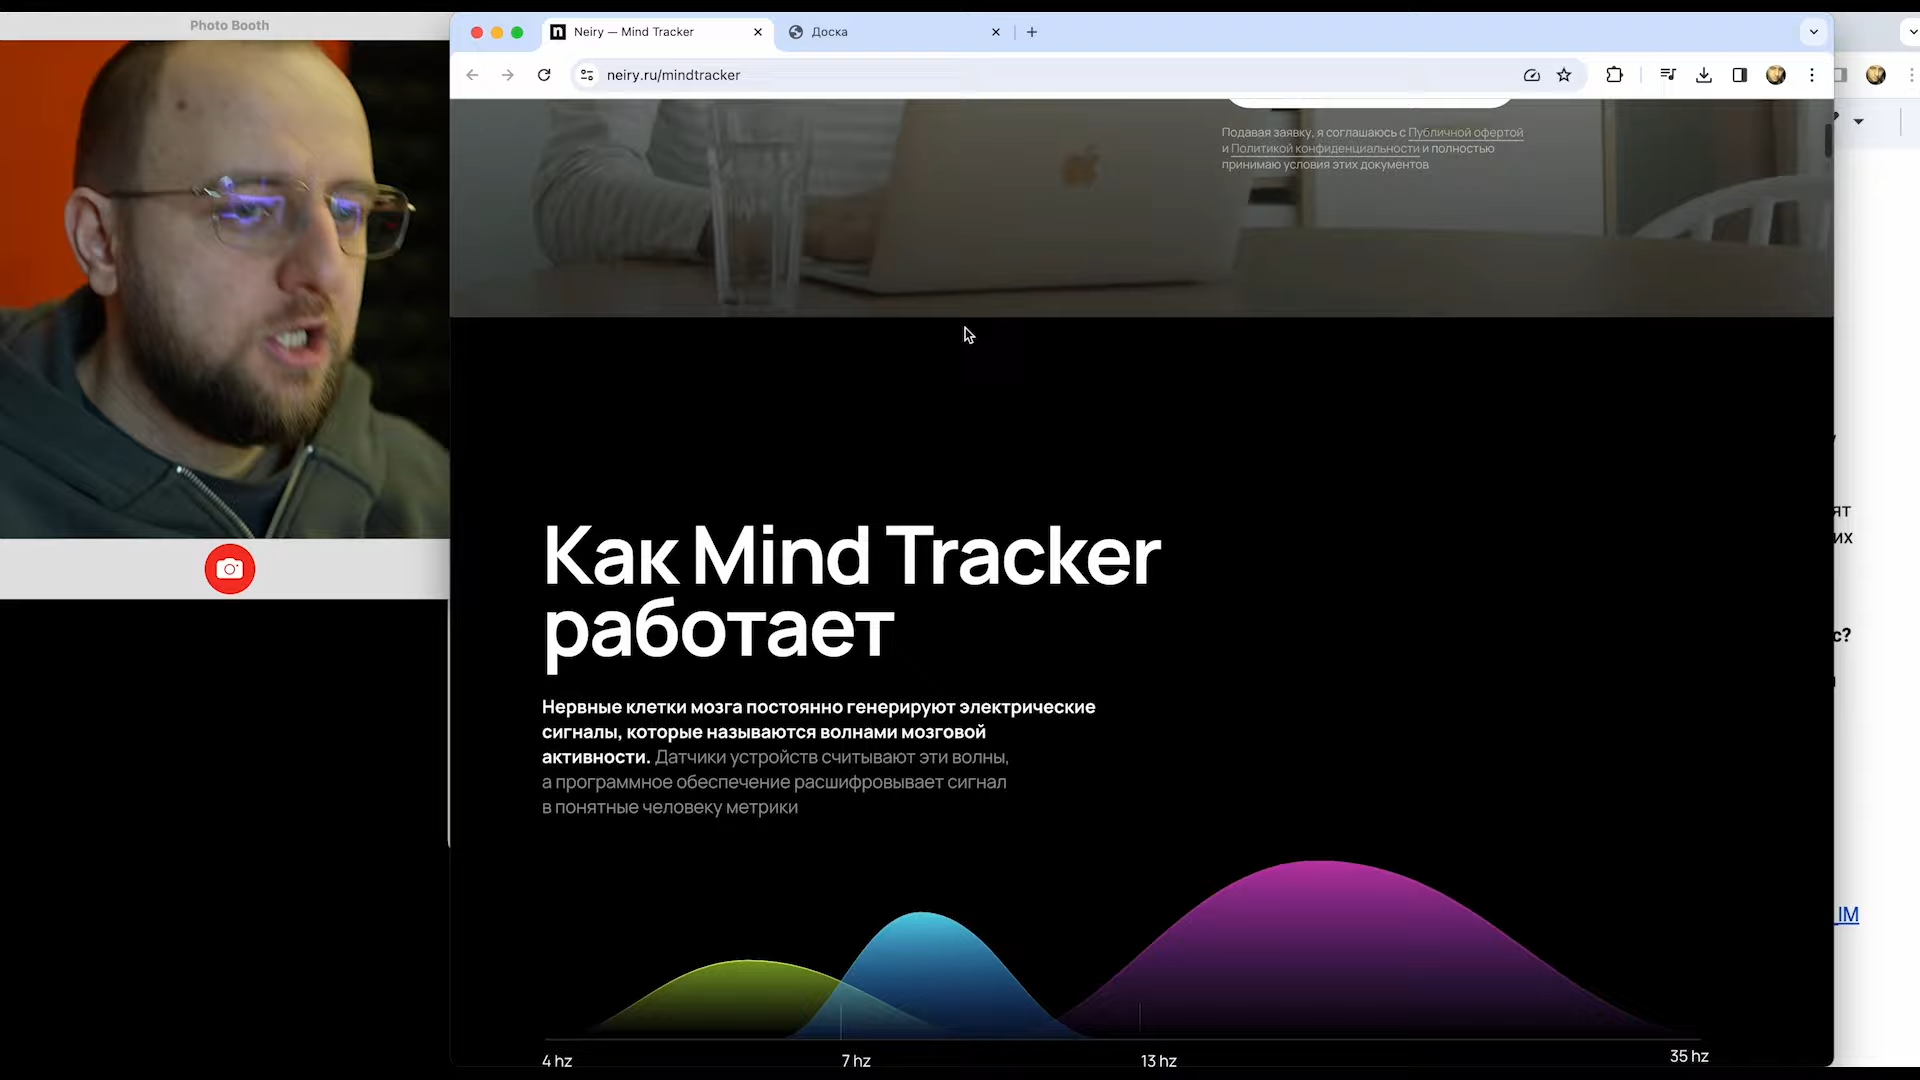 Photo Booth
Neiry — Mind Tracker
Доска
neiry.ru/mindtracker
Подавая заявку, я соглашаюсь с Публичной офертой
и Политикой конфиденциальности и полностью
принимаю условия этих документов
Как Mind Tracker
работает
Нервные клетки мозга постоянно генерируют электрические
сигналы, которые называются волнами мозговой
активности. Датчики устройств считывают эти волны,
а программное обеспечение расшифровывает сигнал
в понятные человеку метрики
4 hz
7 hz
13 hz
35 hz
ят
их
с?
IM